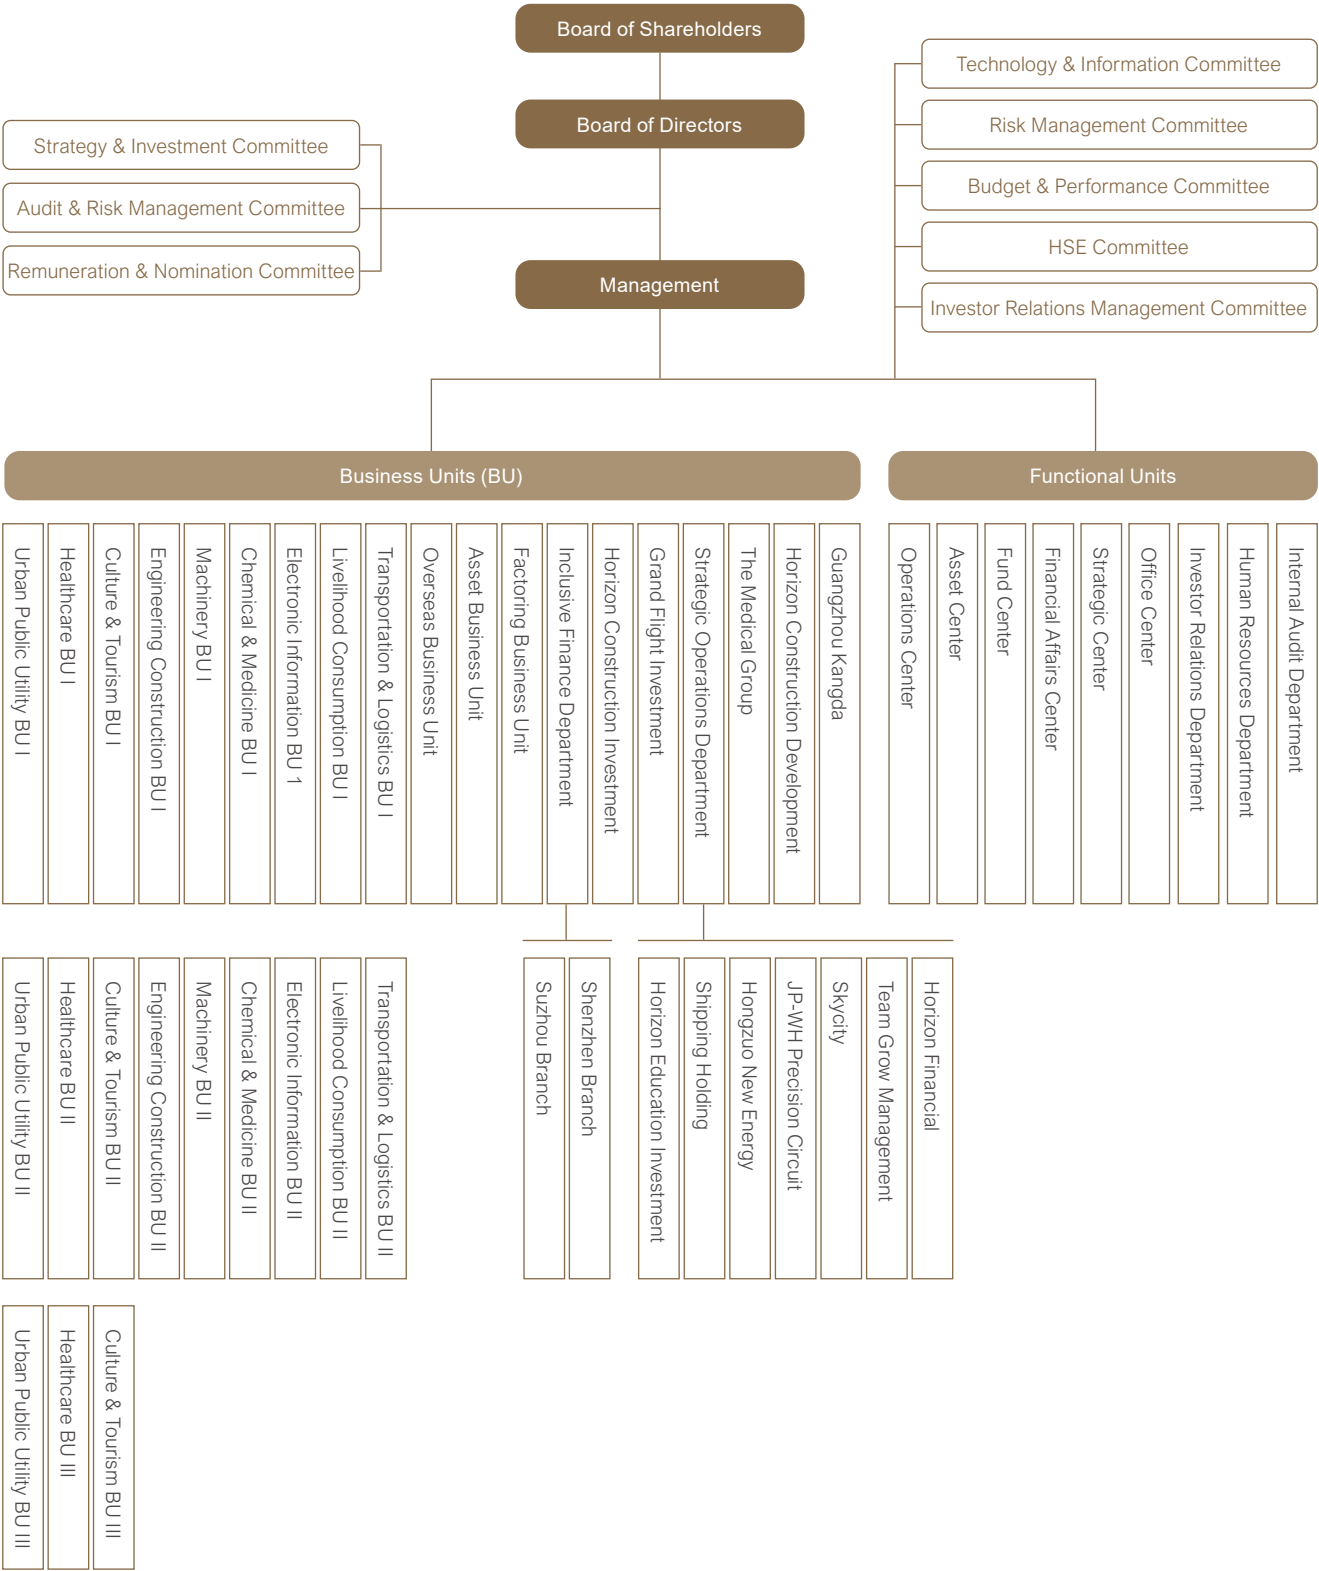 Board of Shareholders
Board of Directors
Management
Strategy & Investment Committee
Audit & Risk Management Committee
Remuneration & Nomination Committee
Technology & Information Committee
Risk Management Committee
Budget & Performance Committee
HSE Committee
Investor Relations Management Committee
Business Units (BU)
Functional Units
Urban Public Utility BU I
Healthcare BU I
Culture & Tourism BU I
Engineering Construction BU I
Machinery BU I
Chemical & Medicine BU I
Electronic Information BU 1
Livelihood Consumption BU I
Transportation & Logistics BU I
Overseas Business Unit
Asset Business Unit
Factoring Business Unit
Inclusive Finance Department
Horizon Construction Investment
Grand Flight Investment
Strategic Operations Department
The Medical Group
Horizon Construction Development
Guangzhou Kangda
Operations Center
Asset Center
Fund Center
Financial Affairs Center
Strategic Center
Office Center
Investor Relations Department
Human Resources Department
Internal Audit Department
Urban Public Utility BU II
Healthcare BU II
Culture & Tourism BU II
Engineering Construction BU II
Machinery BU II
Chemical & Medicine BU II
Electronic Information BU II
Livelihood Consumption BU II
Transportation & Logistics BU II
Suzhou Branch
Shenzhen Branch
Horizon Education Investment
Shipping Holding
Hongzuo New Energy
JP-WH Precision Circuit
Skycity
Team Grow Management
Horizon Financial
Urban Public Utility BU III
Healthcare BU III
Culture & Tourism BU III